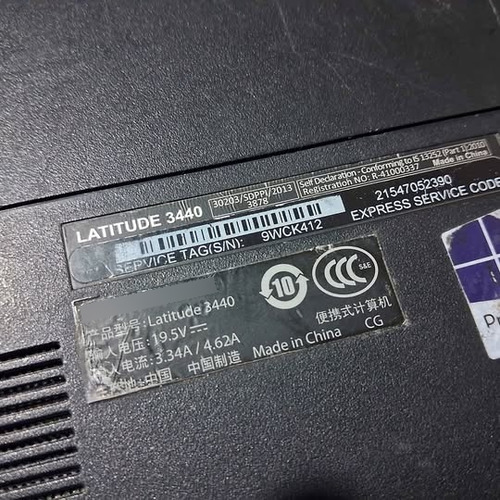 Self Declaration - Conforming to IS 13252 (Part 1):2010
Registration NO: R-41000337 Made in China
30203/SDPPI/2013
3878
LATITUDE 3440
21547052390
SERVICE TAG(S/N): 9WCK412 EXPRESS SERVICE CODE
产品型号: Latitude 3440
输入电压: 19.5V
输入电流: 3.34A / 4.62A
中国 中国制造 Made in China CG
10
CCC S&E
便携式计算机